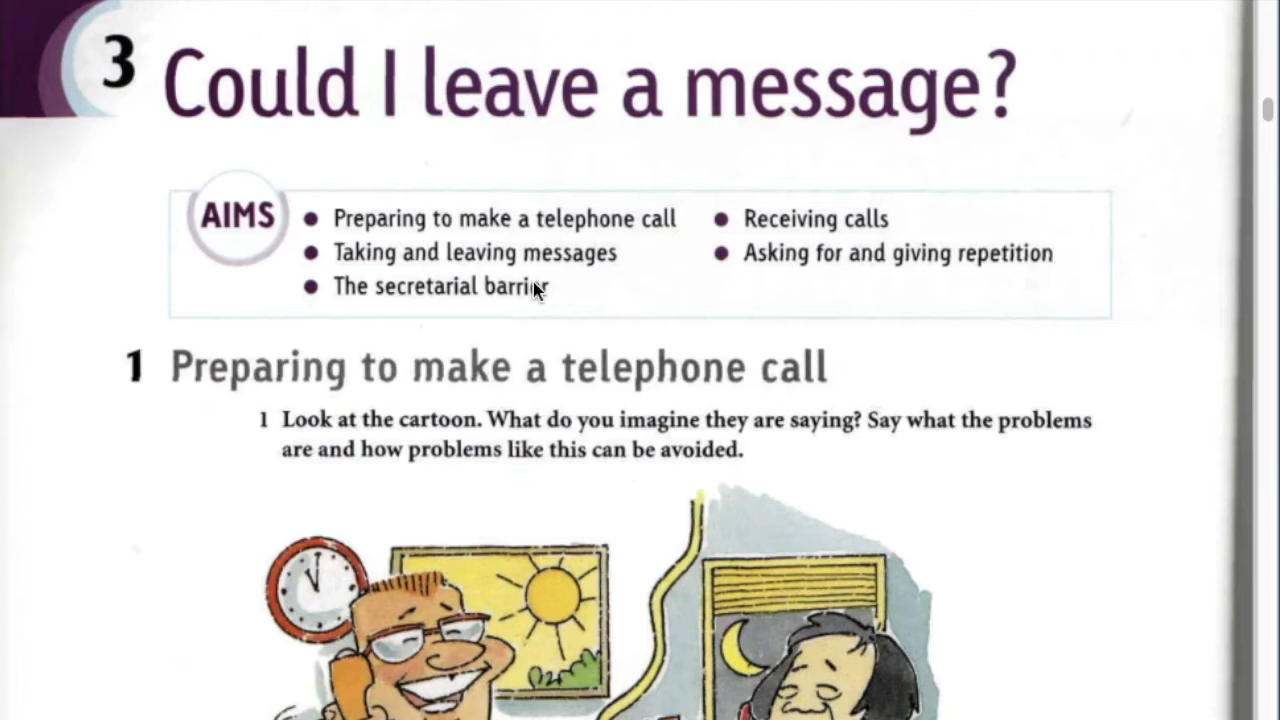 3 Could I leave a message?
AIMS
Preparing to make a telephone call
Taking and leaving messages
The secretarial barrier
Receiving calls
Asking for and giving repetition
1 Preparing to make a telephone call
1 Look at the cartoon. What do you imagine they are saying? Say what the problems
are and how problems like this can be avoided.